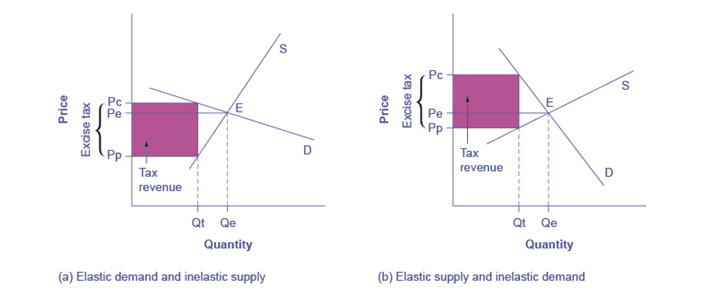 Price
Excise tax
Pc
Pe
Pp
S
E
D
Tax
revenue
Qt
Qe
Quantity
(a) Elastic demand and inelastic supply
Price
Excise tax
Pc
Pe
Pp
E
S
D
Tax
revenue
Qt
Qe
Quantity
(b) Elastic supply and inelastic demand